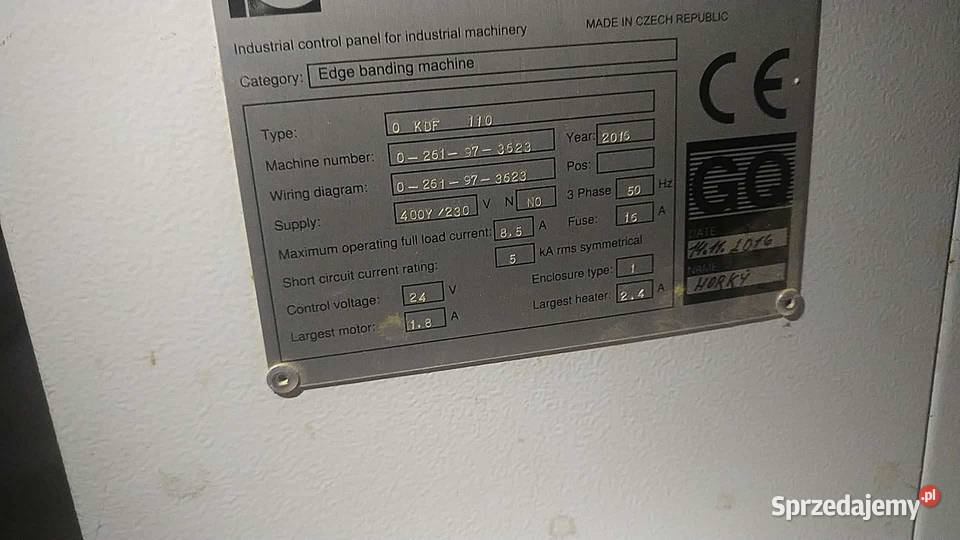 Industrial control panel for industrial machinery
MADE IN CZECH REPUBLIC
Category: Edge banding machine
CE
Type: O KDF 110
Machine number: 0-261-97-3523
Year: 2016
Wiring diagram: 0-261-97-3523
Pos:
Supply: 400Y/230 V N NO 3 Phase 50 Hz
Maximum operating full load current: 8.5 A Fuse: 16 A
Short circuit current rating: 5 kA rms symmetrical
Control voltage: 24 V Enclosure type: 1
Largest motor: 1.8 A Largest heater: 2.4 A
GQ
DATE
14.11.2016
NAME
HORKÝ
Sprzedajemy.pl